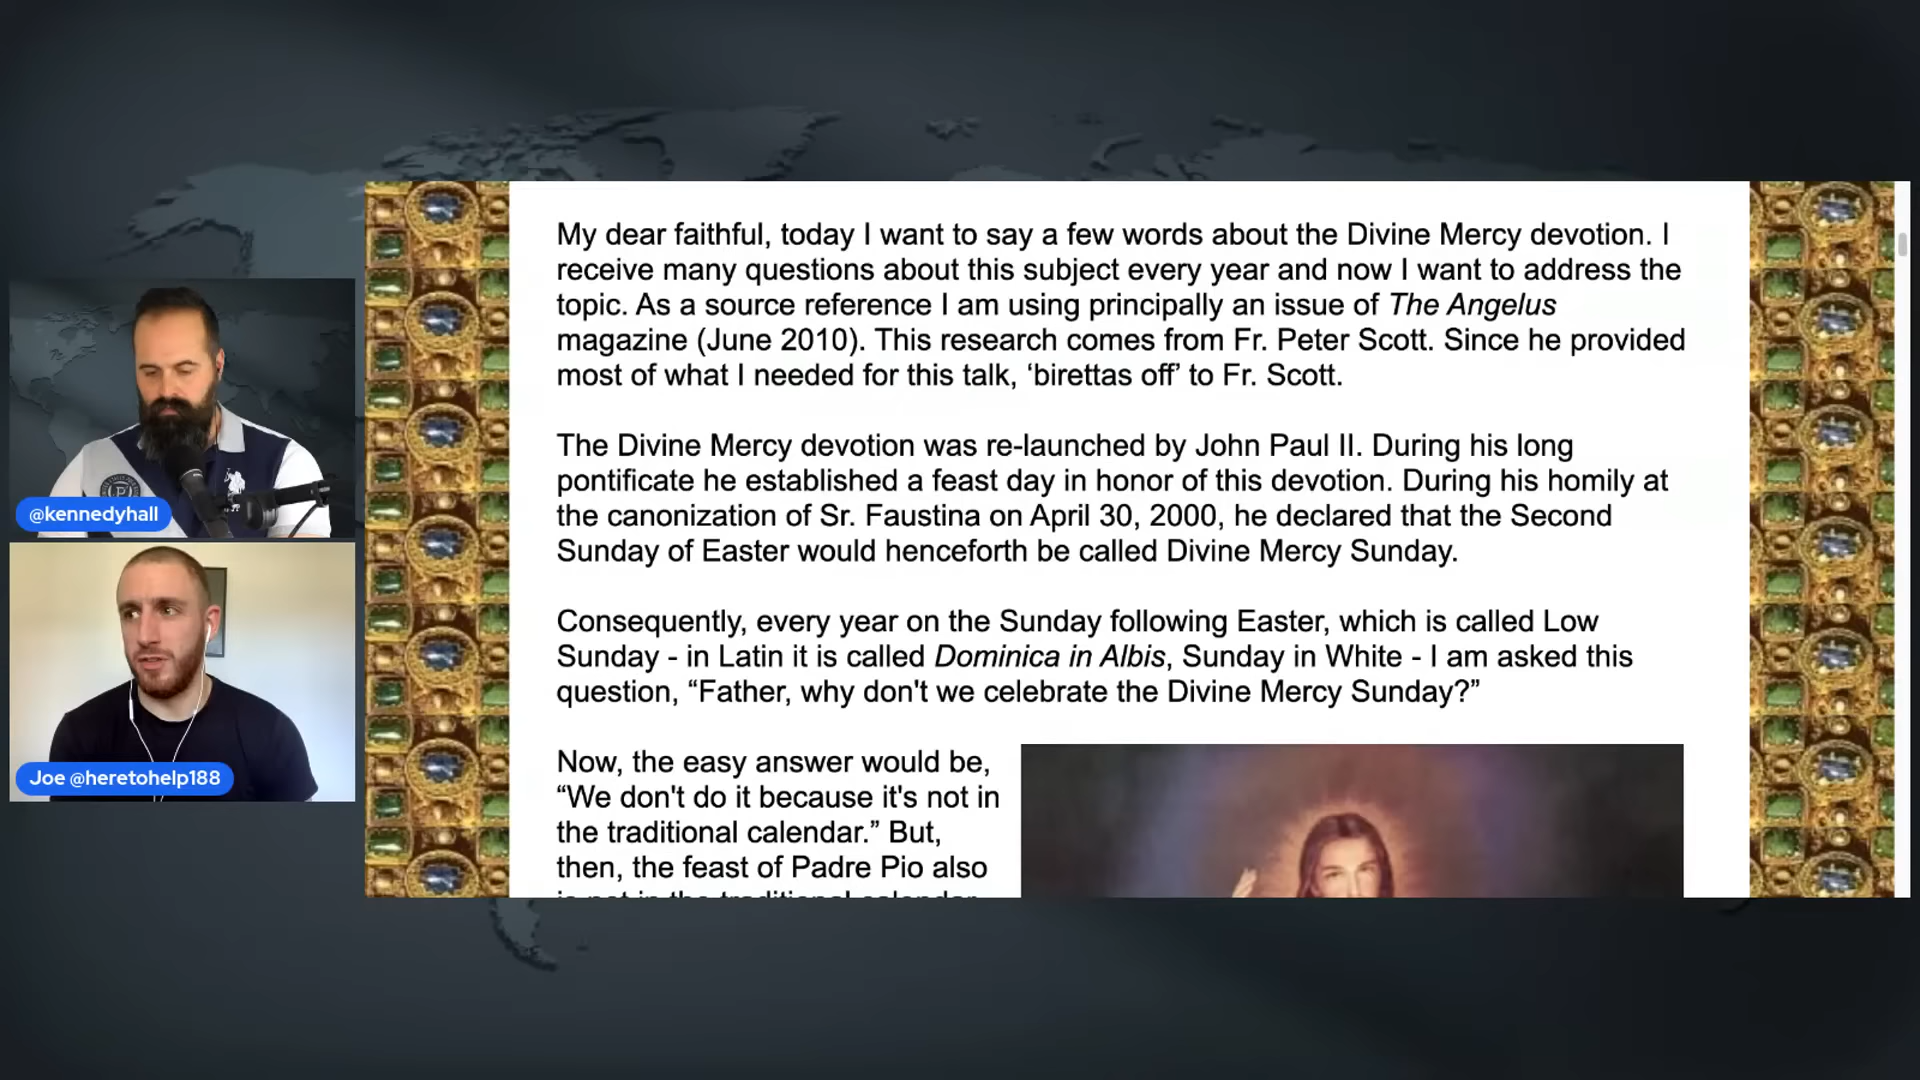 My dear faithful, today I want to say a few words about the Divine Mercy devotion. I
receive many questions about this subject every year and now I want to address the
topic. As a source reference I am using principally an issue of The Angelus
magazine (June 2010). This research comes from Fr. Peter Scott. Since he provided
most of what I needed for this talk, ‘birettas off’ to Fr. Scott.
The Divine Mercy devotion was re-launched by John Paul II. During his long
pontificate he established a feast day in honor of this devotion. During his homily at
the canonization of Sr. Faustina on April 30, 2000, he declared that the Second
Sunday of Easter would henceforth be called Divine Mercy Sunday.
Consequently, every year on the Sunday following Easter, which is called Low
Sunday - in Latin it is called Dominica in Albis, Sunday in White - I am asked this
question, “Father, why don't we celebrate the Divine Mercy Sunday?”
Now, the easy answer would be,
“We don't do it because it's not in
the traditional calendar.” But,
then, the feast of Padre Pio also
is not in the traditional calendar
@kennedyhall
Joe @heretohelp188